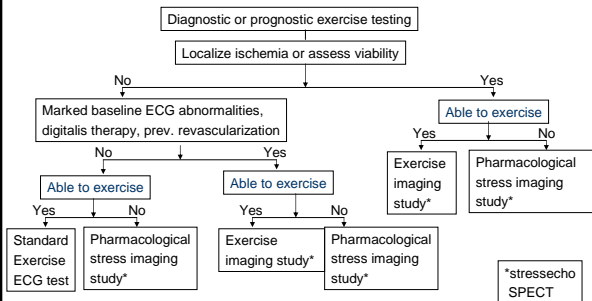 Diagnostic or prognostic exercise testing
Localize ischemia or assess viability
No
Yes
Marked baseline ECG abnormalities,
digitalis therapy, prev. revascularization
Able to exercise
No
Yes
Yes
No
Able to exercise
Able to exercise
Exercise
imaging
study*
Pharmacological
stress imaging
study*
Yes
No
Yes
No
Standard
Exercise
ECG test
Pharmacological
stress imaging
study*
Exercise
imaging study*
Pharmacological
stress imaging
study*
*stressecho
SPECT